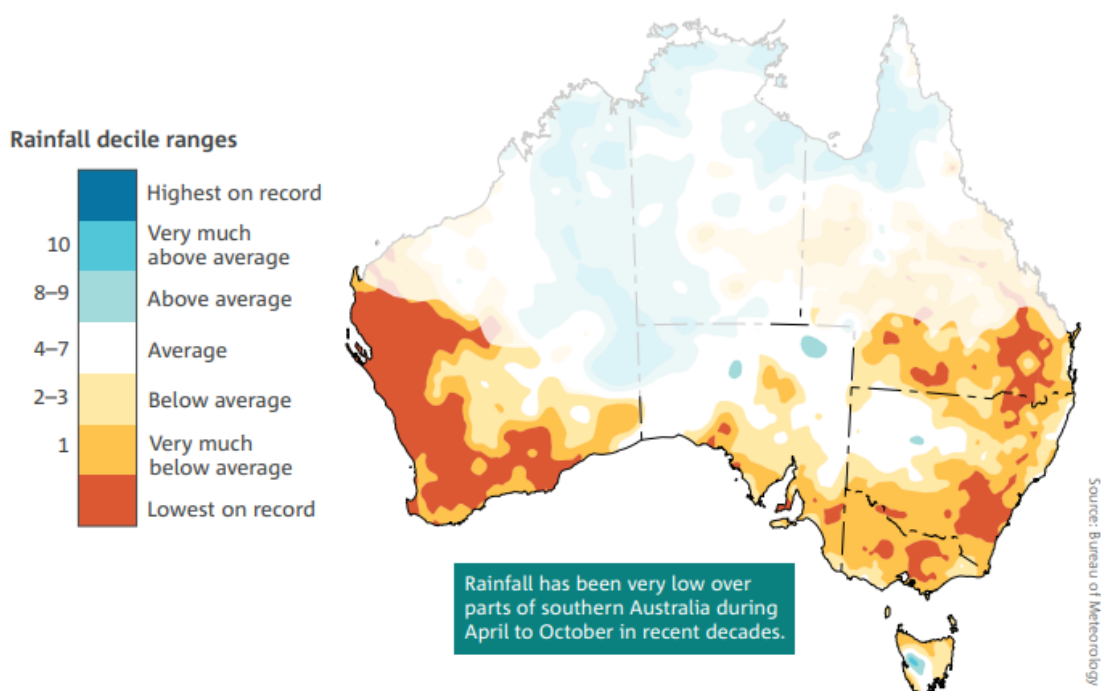 Rainfall decile ranges
Highest on record
10
Very much
above average
8–9
Above average
4–7
Average
2–3
Below average
1
Very much
below average
Lowest on record
Rainfall has been very low over
parts of southern Australia during
April to October in recent decades.
Source: Bureau of Meteorology